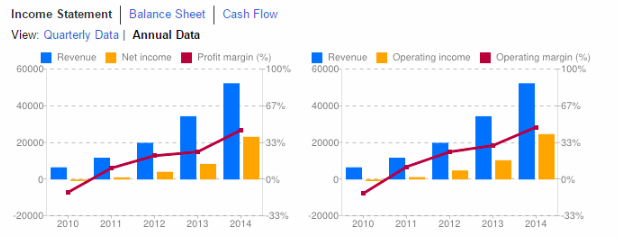 Income Statement | Balance Sheet | Cash Flow
View: Quarterly Data | Annual Data
Revenue Net income Profit margin (%)
60000 100%
40000 67%
20000 33%
0 0%
-20000 -33%
2010 2011 2012 2013 2014
Revenue Operating income Operating margin (%)
60000 100%
40000 67%
20000 33%
0 0%
-20000 -33%
2010 2011 2012 2013 2014